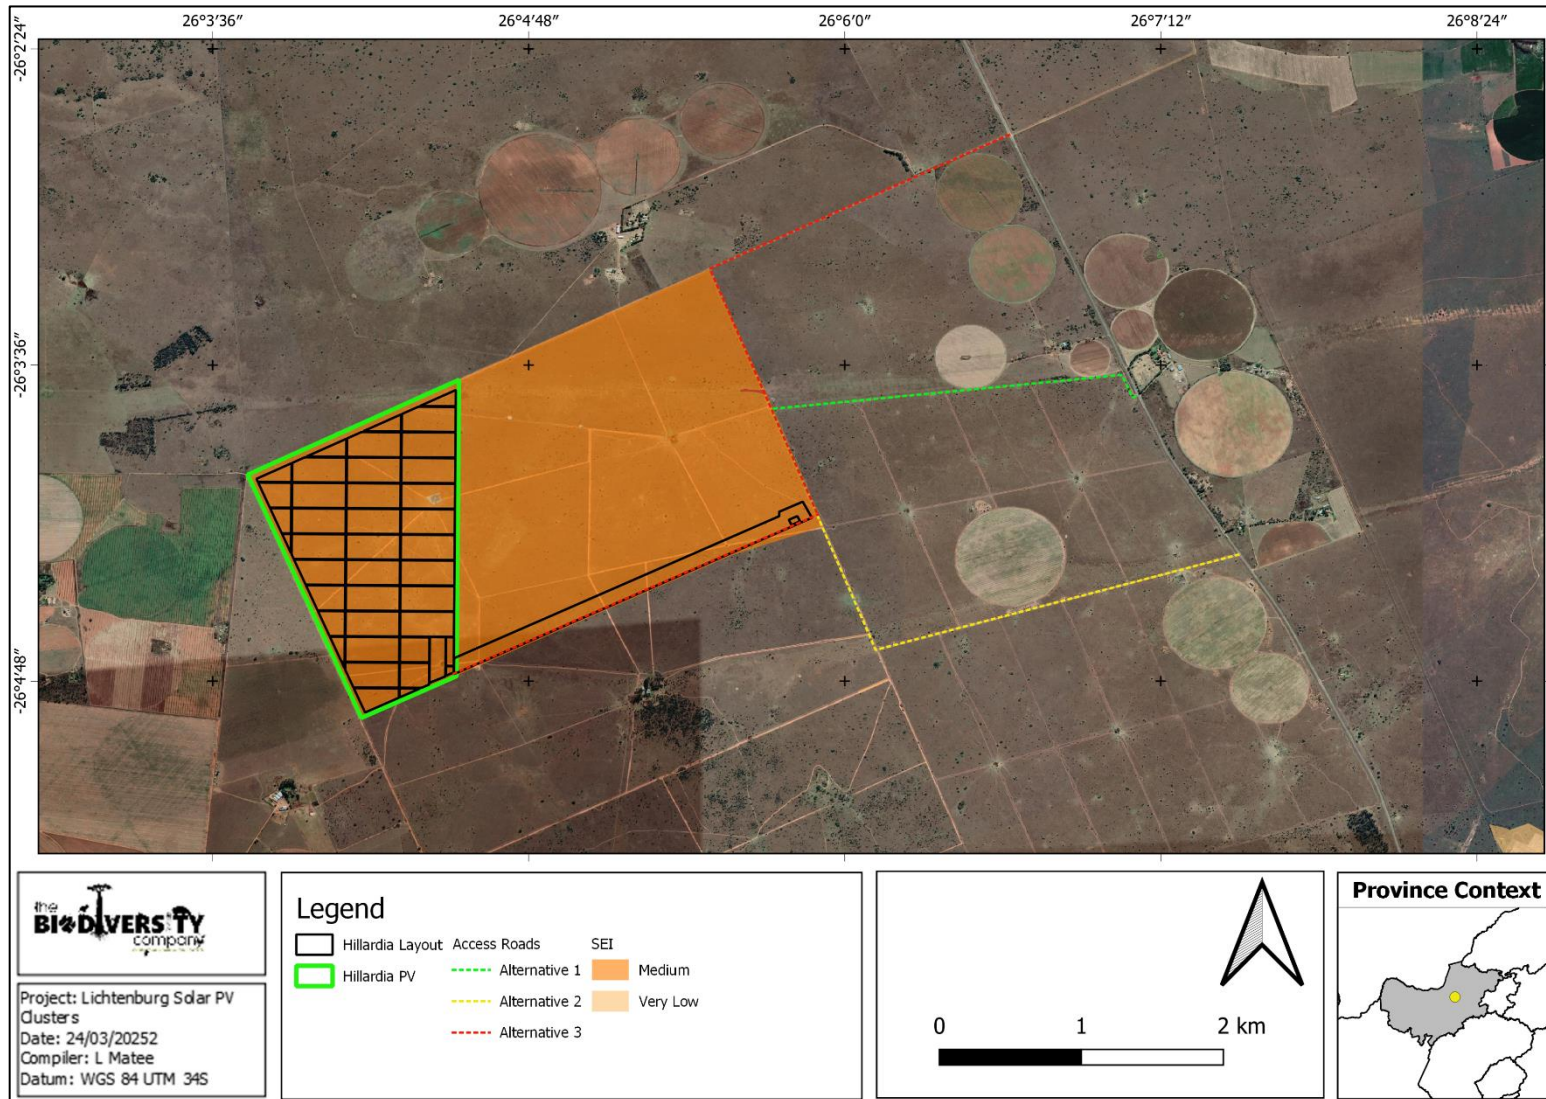 26°3′36″ 26°4′48″ 26°6′0″ 26°7′12″ 26°8′24″
-26°2′24″
-26°3′36″
-26°4′48″
the
BIODIVERSITY
company
Project: Lichtenburg Solar PV
Clusters
Date: 24/03/20252
Compiler: L Matee
Datum: WGS 84 UTM 34S
Legend
Hillardia Layout
Hillardia PV
Access Roads
Alternative 1
Alternative 2
Alternative 3
SEI
Medium
Very Low
0 1 2 km
Province Context